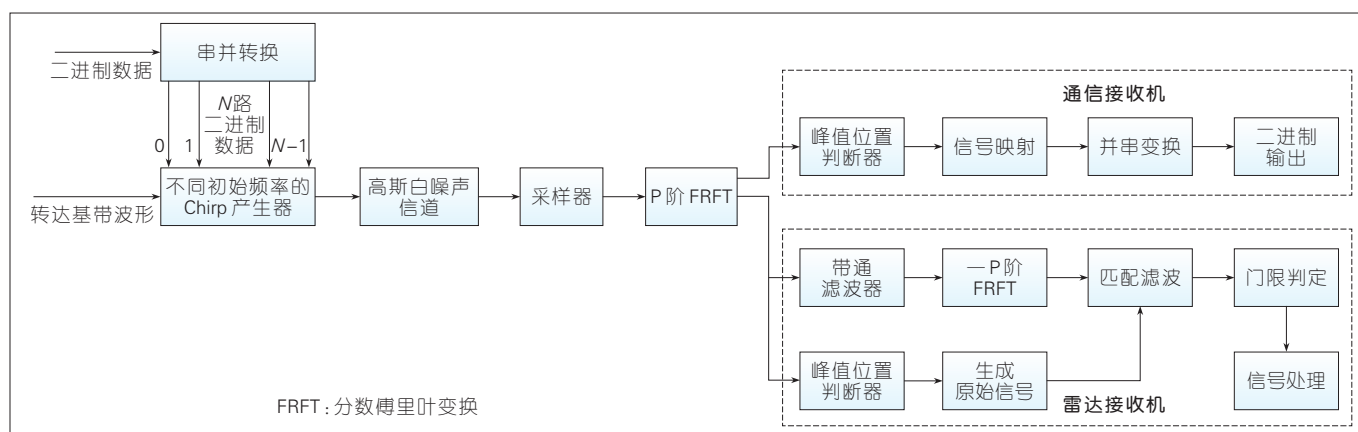 串并转换
二进制数据
N路
二进制
数据
0
1
N-1
不同初始频率的
Chirp 产生器
转达基带波形
高斯白噪声
信道
采样器
P 阶 FRFT
通信接收机
峰值位置
判断器
信号映射
并串变换
二进制
输出
带通
滤波器
—P 阶
FRFT
匹配滤波
门限判定
峰值位置
判断器
生成
原始信号
信号处理
雷达接收机
FRFT：分数傅里叶变换